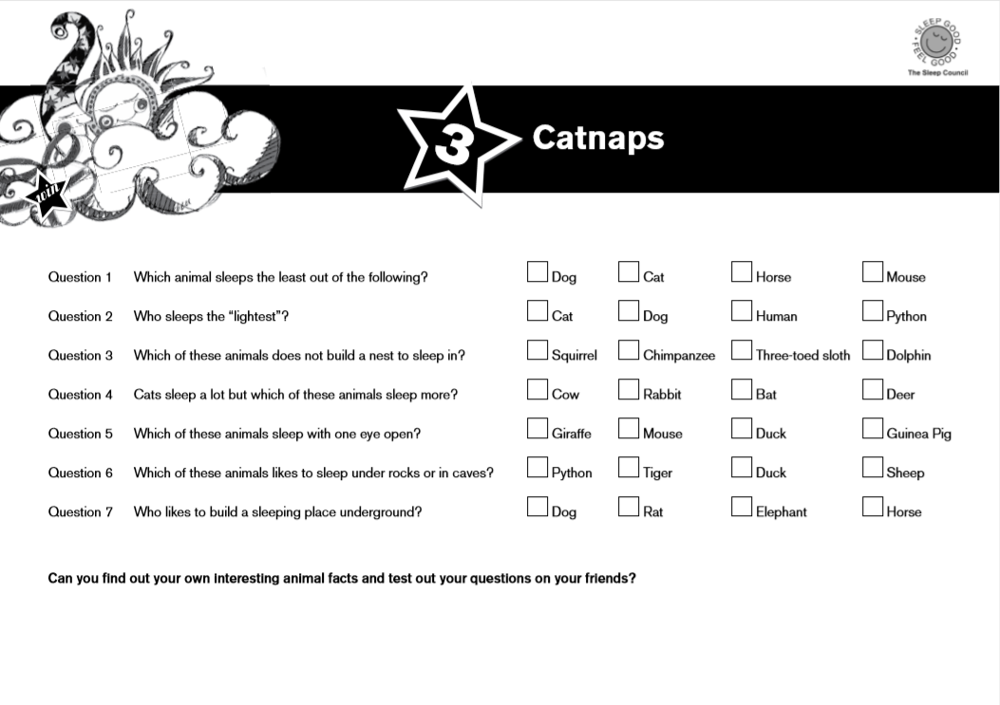 SLEEP GOOD
FEEL GOOD
The Sleep Council
3 Catnaps
win
Question 1 Which animal sleeps the least out of the following? Dog Cat Horse Mouse
Question 2 Who sleeps the “lightest”? Cat Dog Human Python
Question 3 Which of these animals does not build a nest to sleep in? Squirrel Chimpanzee Three-toed sloth Dolphin
Question 4 Cats sleep a lot but which of these animals sleep more? Cow Rabbit Bat Deer
Question 5 Which of these animals sleep with one eye open? Giraffe Mouse Duck Guinea Pig
Question 6 Which of these animals likes to sleep under rocks or in caves? Python Tiger Duck Sheep
Question 7 Who likes to build a sleeping place underground? Dog Rat Elephant Horse
Can you find out your own interesting animal facts and test out your questions on your friends?